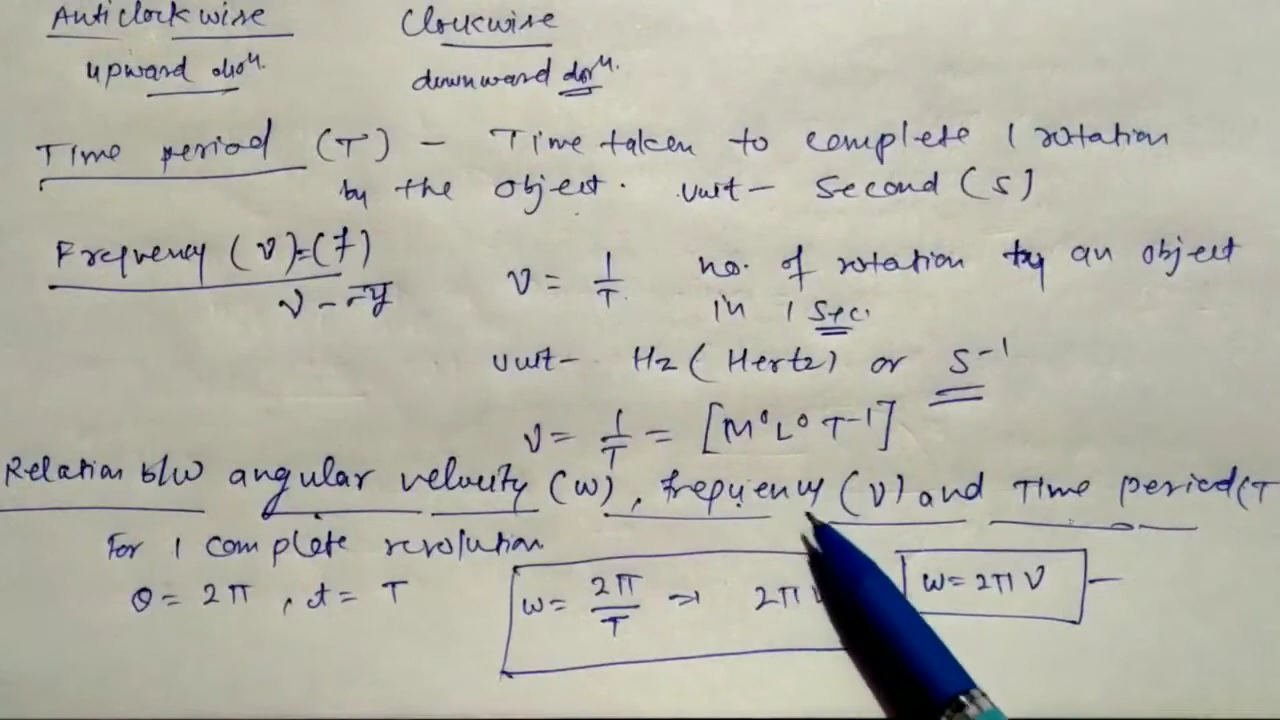 Anticlockwise Clockwise
upward dirn. downward dirn.
Time period (T) - Time taken to complete 1 rotation
by the object. Unit - Second (S)
Frequency (ν)=(f) ν = 1/T no. of rotation by an object
in 1 Sec.
Unit - Hz (Hertz) or S⁻¹
ν = 1/T = [M⁰L⁰T⁻¹]
Relation b/w angular velocity (ω), frequency (ν) and Time period (T
For 1 complete revolution
θ = 2π, t = T ω = 2π/T → 2π ω = 2πν